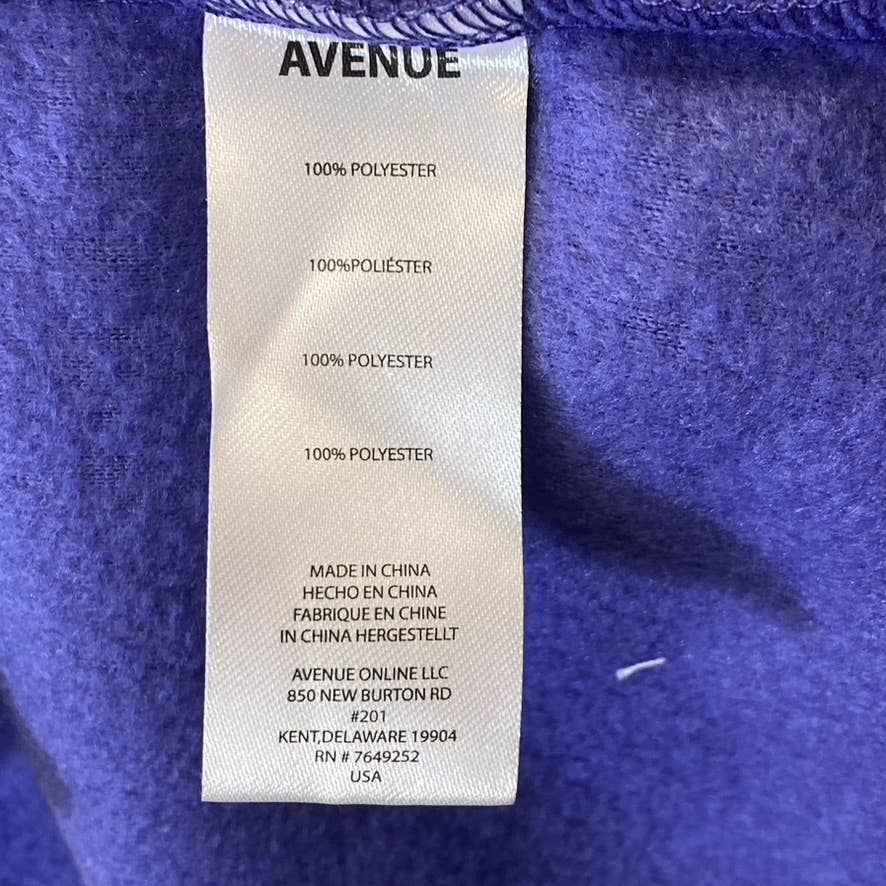 AVENUE
100% POLYESTER
100%POLIÉSTER
100% POLYESTER
100% POLYESTER
MADE IN CHINA
HECHO EN CHINA
FABRIQUE EN CHINE
IN CHINA HERGESTELLT
AVENUE ONLINE LLC
850 NEW BURTON RD
#201
KENT,DELAWARE 19904
RN # 7649252
USA